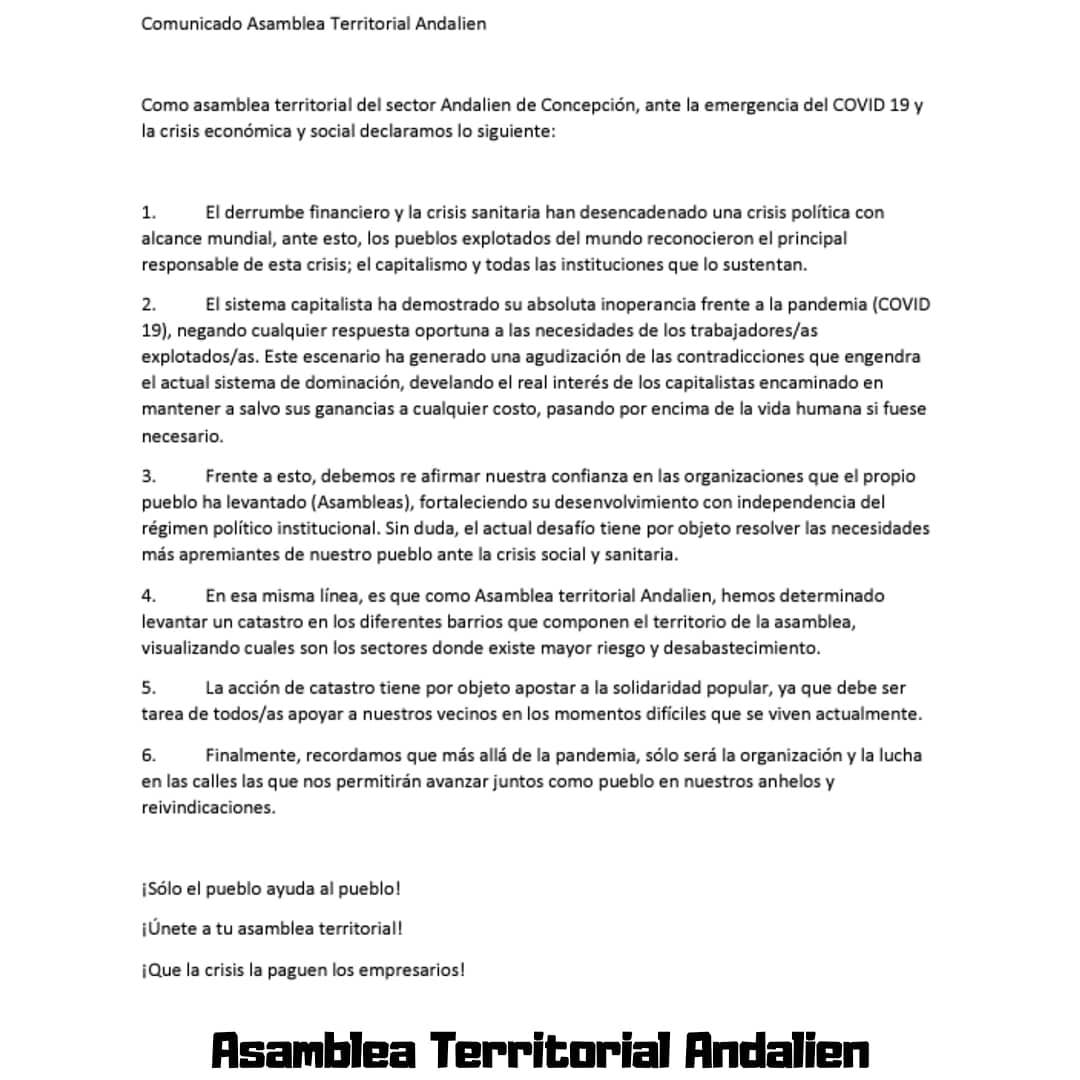 Comunicado Asamblea Territorial Andalien
Como asamblea territorial del sector Andalien de Concepción, ante la emergencia del COVID 19 y
la crisis económica y social declaramos lo siguiente:
1. El derrumbe financiero y la crisis sanitaria han desencadenado una crisis política con
alcance mundial, ante esto, los pueblos explotados del mundo reconocieron el principal
responsable de esta crisis; el capitalismo y todas las instituciones que lo sustentan.
2. El sistema capitalista ha demostrado su absoluta inoperancia frente a la pandemia (COVID
19), negando cualquier respuesta oportuna a las necesidades de los trabajadores/as
explotados/as. Este escenario ha generado una agudización de las contradicciones que engendra
el actual sistema de dominación, develando el real interés de los capitalistas encaminado en
mantener a salvo sus ganancias a cualquier costo, pasando por encima de la vida humana si fuese
necesario.
3. Frente a esto, debemos re afirmar nuestra confianza en las organizaciones que el propio
pueblo ha levantado (Asambleas), fortaleciendo su desenvolvimiento con independencia del
régimen político institucional. Sin duda, el actual desafío tiene por objeto resolver las necesidades
más apremiantes de nuestro pueblo ante la crisis social y sanitaria.
4. En esa misma línea, es que como Asamblea territorial Andalien, hemos determinado
levantar un catastro en los diferentes barrios que componen el territorio de la asamblea,
visualizando cuales son los sectores donde existe mayor riesgo y desabastecimiento.
5. La acción de catastro tiene por objeto apostar a la solidaridad popular, ya que debe ser
tarea de todos/as apoyar a nuestros vecinos en los momentos difíciles que se viven actualmente.
6. Finalmente, recordamos que más allá de la pandemia, sólo será la organización y la lucha
en las calles las que nos permitirán avanzar juntos como pueblo en nuestros anhelos y
reivindicaciones.
¡Sólo el pueblo ayuda al pueblo!
¡Únete a tu asamblea territorial!
¡Que la crisis la paguen los empresarios!
Asamblea Territorial Andalien